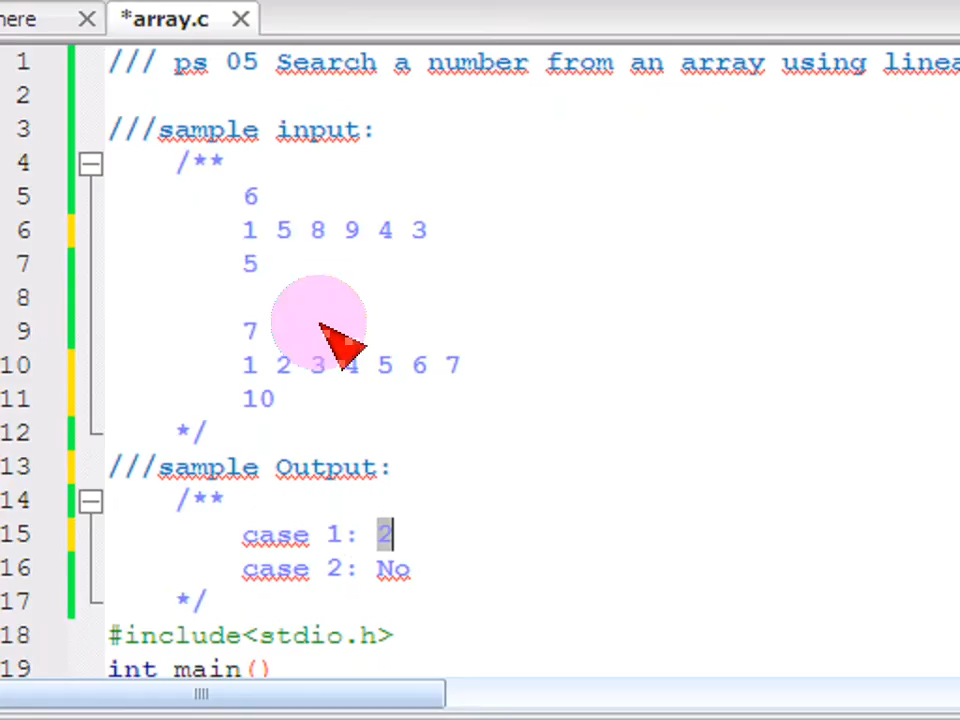 here *array.c
1 /// ps 05 Search a number from an array using linea
2
3 ///sample input:
4 /**
5 6
6 1 5 8 9 4 3
7 5
8
9 7
10 1 2 3 4 5 6 7
11 10
12 */
13 ///sample Output:
14 /**
15 case 1: 2
16 case 2: No
17 */
18 #include<stdio.h>
19 int main()